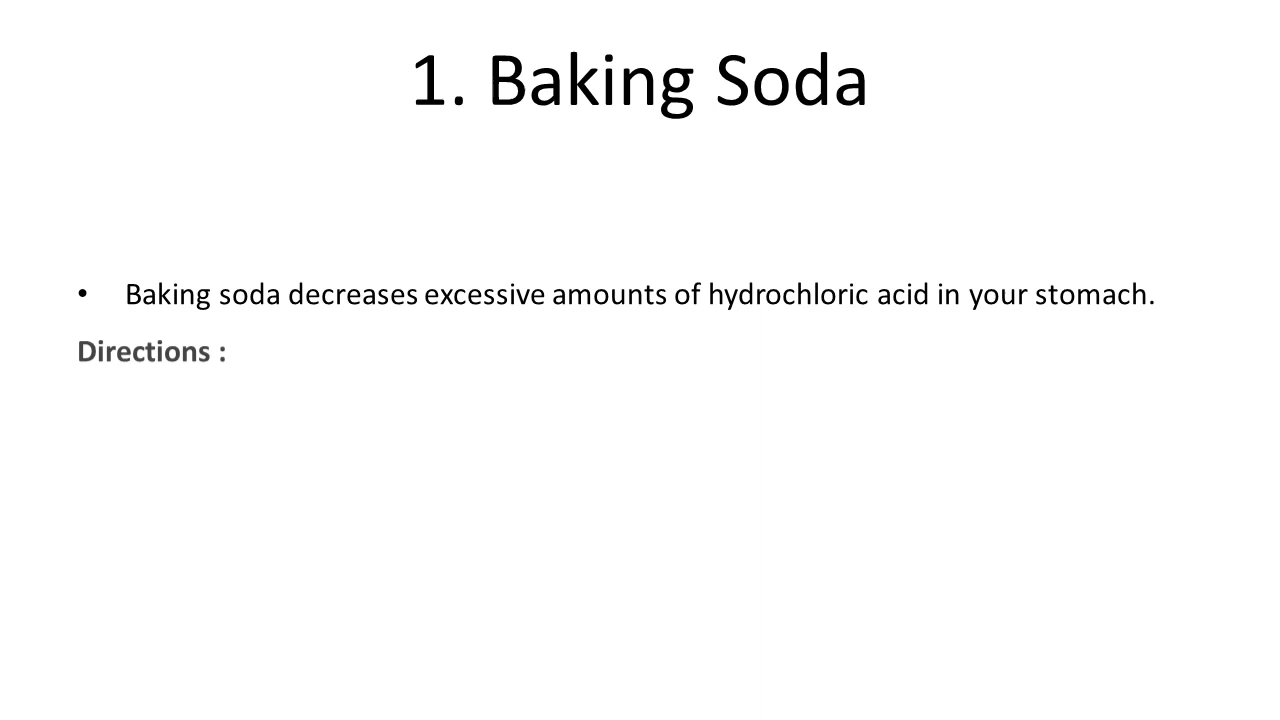 1. Baking Soda
• Baking soda decreases excessive amounts of hydrochloric acid in your stomach.
Directions :